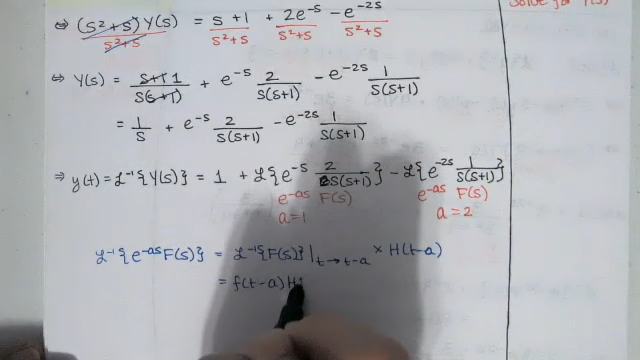 Solve for Y(s)
⇔ (s²+s) Y(s) / s²+s = s+1 / s²+s + 2e^-s / s²+s - e^-2s / s²+s
⇔ Y(s) = s+1 / s(s+1) + e^-s 2 / s(s+1) - e^-2s 1 / s(s+1)
= 1/s + e^-s 2 / s(s+1) - e^-2s 1 / s(s+1)
⇒ y(t) = ℒ^-1{Y(s)} = 1 + ℒ{e^-s 2 / s(s+1)} - ℒ{e^-2s 1 / s(s+1)}
e^-as F(s) e^-as F(s)
a=1 a=2
ℒ^-1{e^-as F(s)} = ℒ^-1{F(s)}|t→t-a × H(t-a)
= f(t-a)H